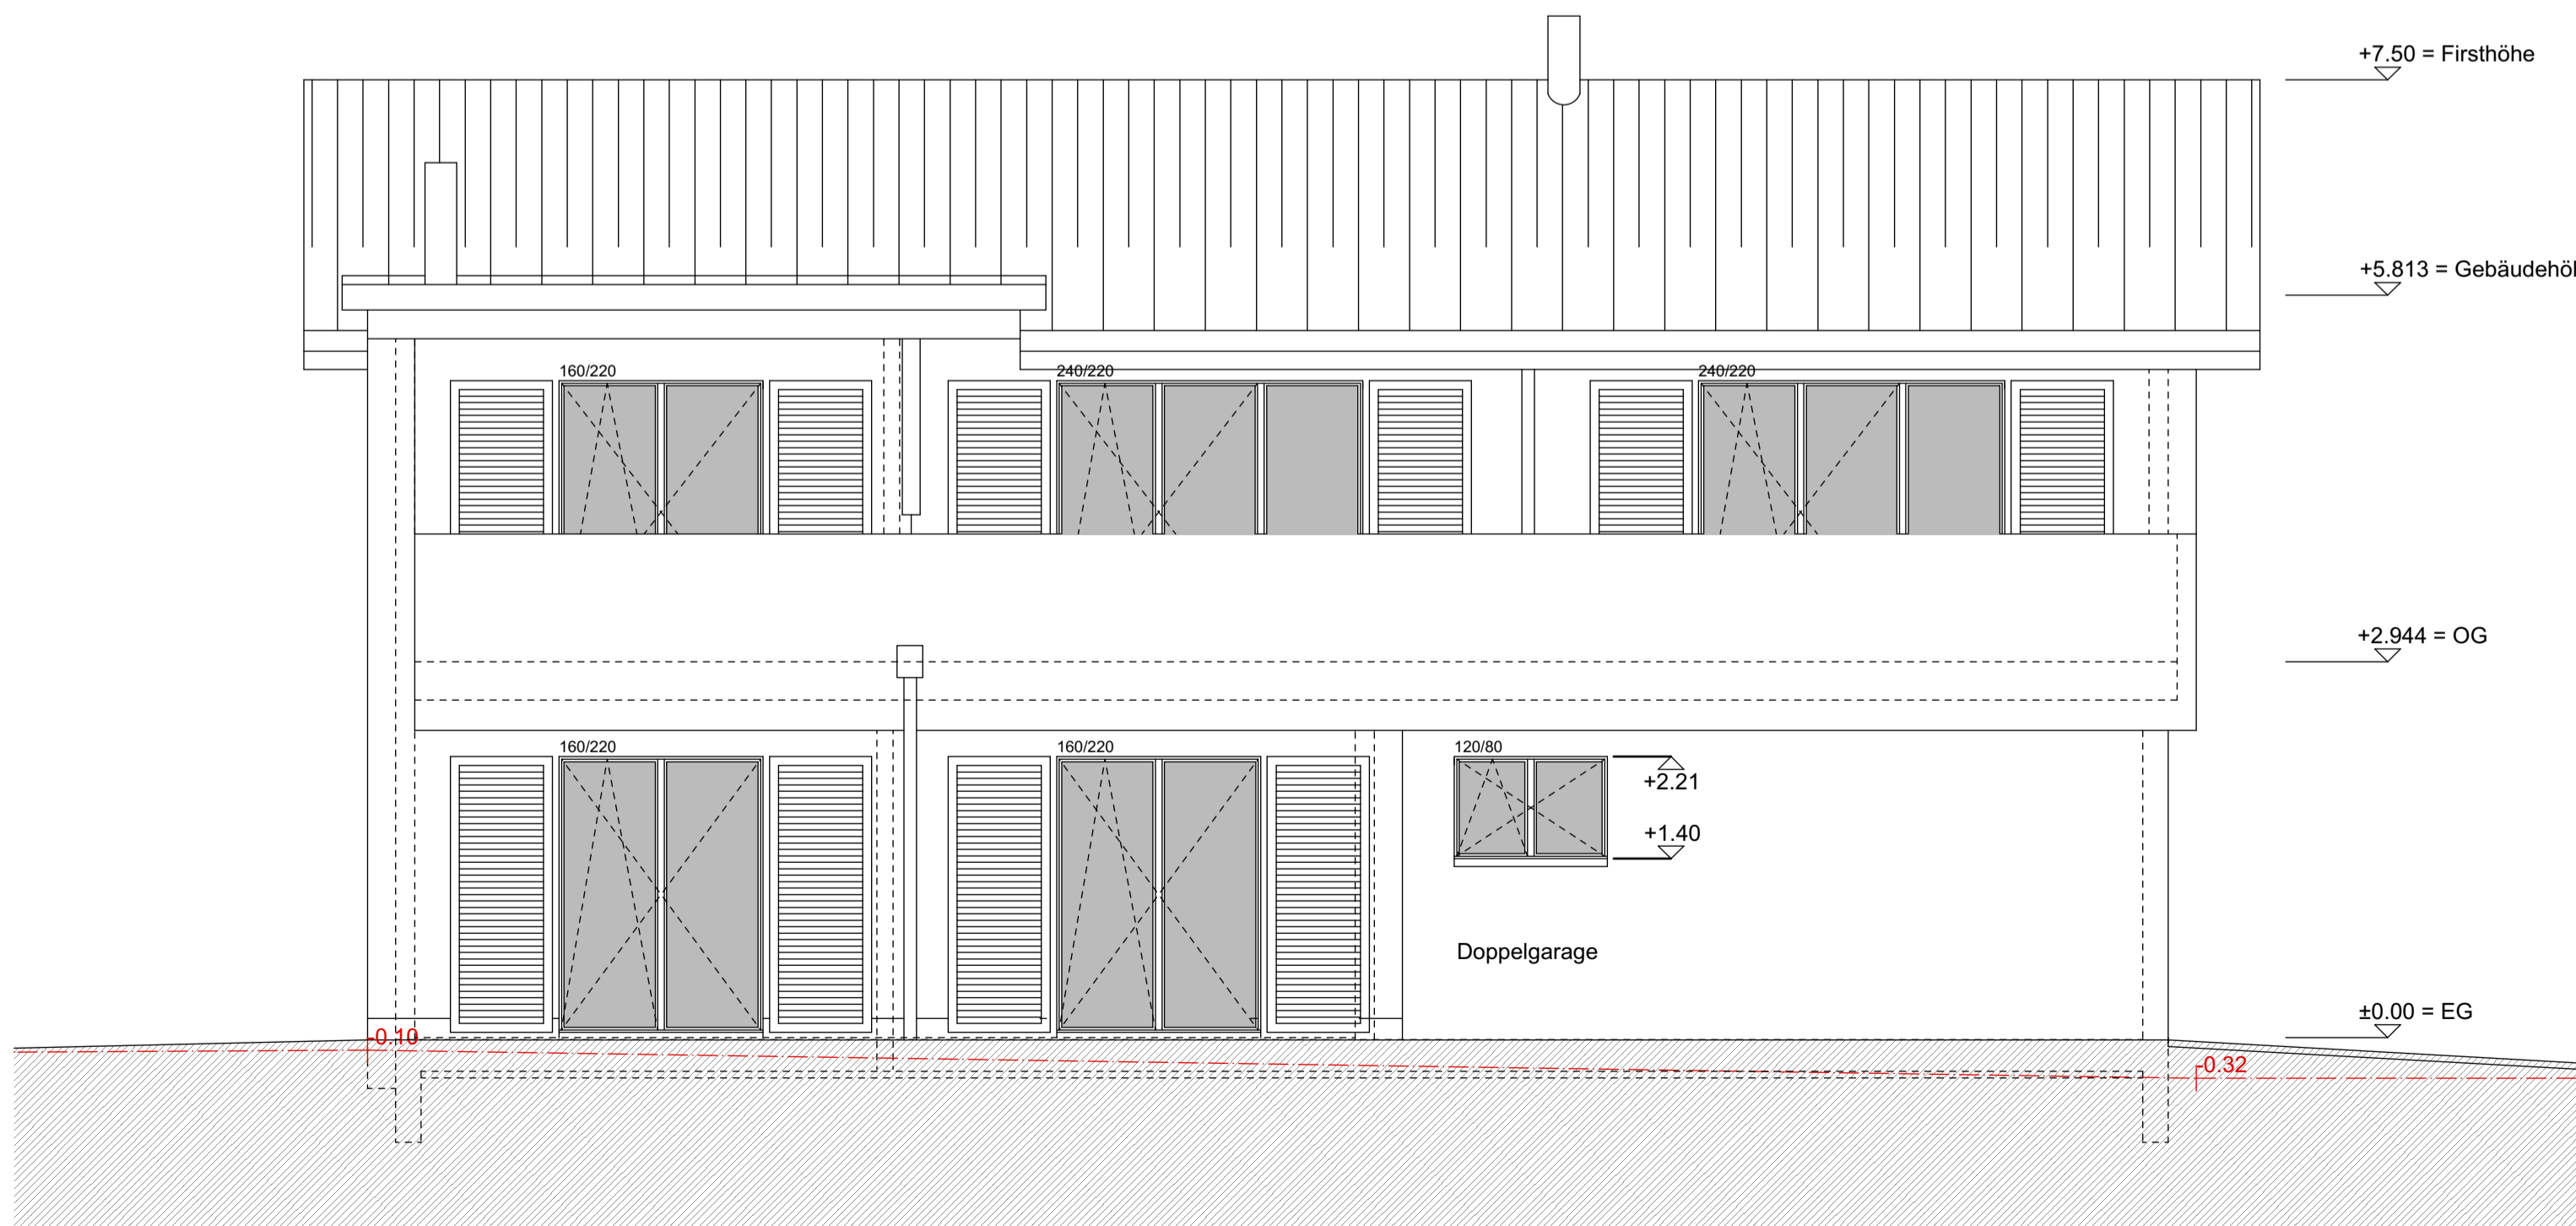 +7.50 = Firsthöhe
+5.813 = Gebäudehöh
160/220
240/220
240/220
+2.944 = OG
160/220
160/220
120/80
+2.21
+1.40
Doppelgarage
±0.00 = EG
-0.10
-0.32